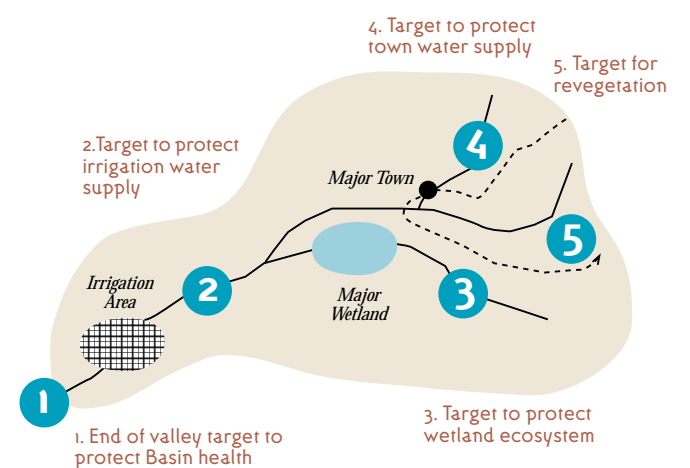 4. Target to protect
town water supply
5. Target for
revegetation
2.Target to protect
irrigation water
supply
4
Major Town
5
Irrigation
Area
2
Major
Wetland
3
1
3. Target to protect
wetland ecosystem
1. End of valley target to
protect Basin health